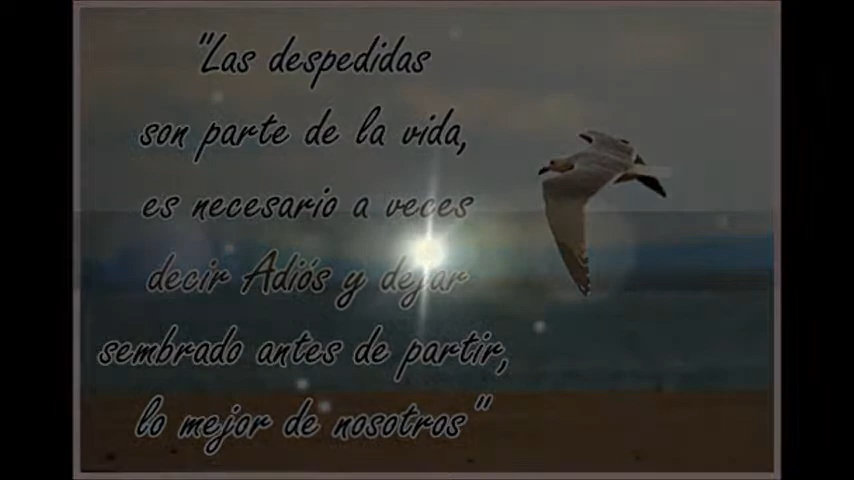 "Las despedidas
son parte de la vida,
es necesario a veces
decir Adiós y dejar
sembrado antes de partir,
lo mejor de nosotros"